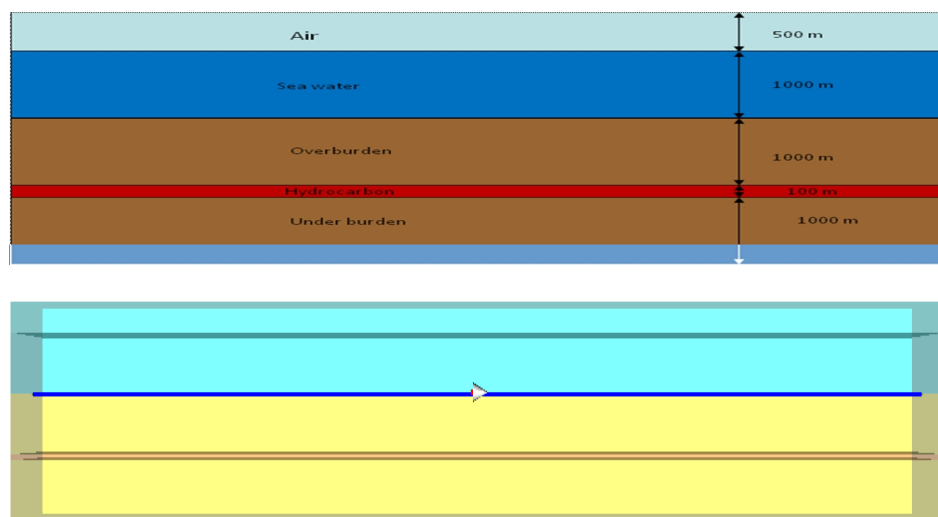 Air 500 m
Sea water 1000 m
Overburden 1000 m
Hydrocarbon 100 m
Under burden 1000 m